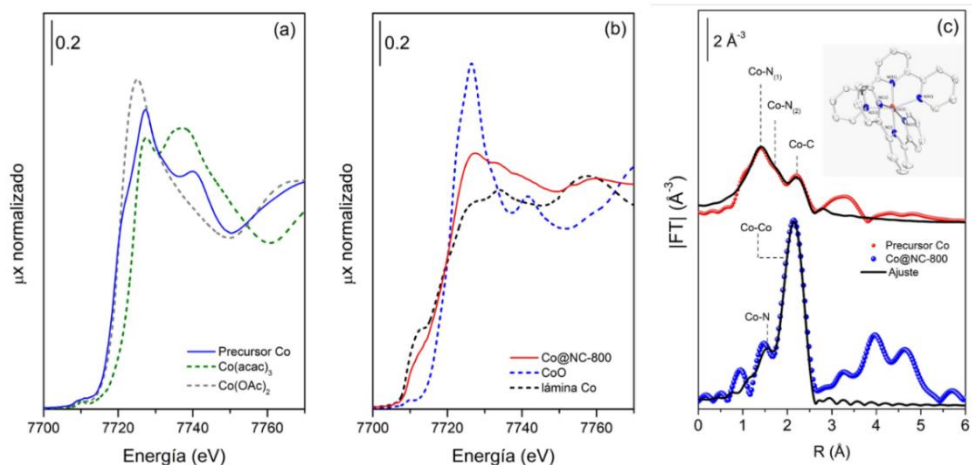 0.2
(a)
μx normalizado
Precursor Co
Co(acac)₃
Co(OAc)₂
7700 7720 7740 7760
Energía (eV)
0.2
(b)
μx normalizado
Co@NC-800
CoO
lámina Co
7700 7720 7740 7760
Energía (eV)
2 Å⁻³
(c)
Co-N₍₁₎
Co-N₍₂₎
Co-C
|FT| (Å⁻³)
Co-Co
Precursor Co
Co@NC-800
Ajuste
Co-N
0 1 2 3 4 5 6
R (Å)